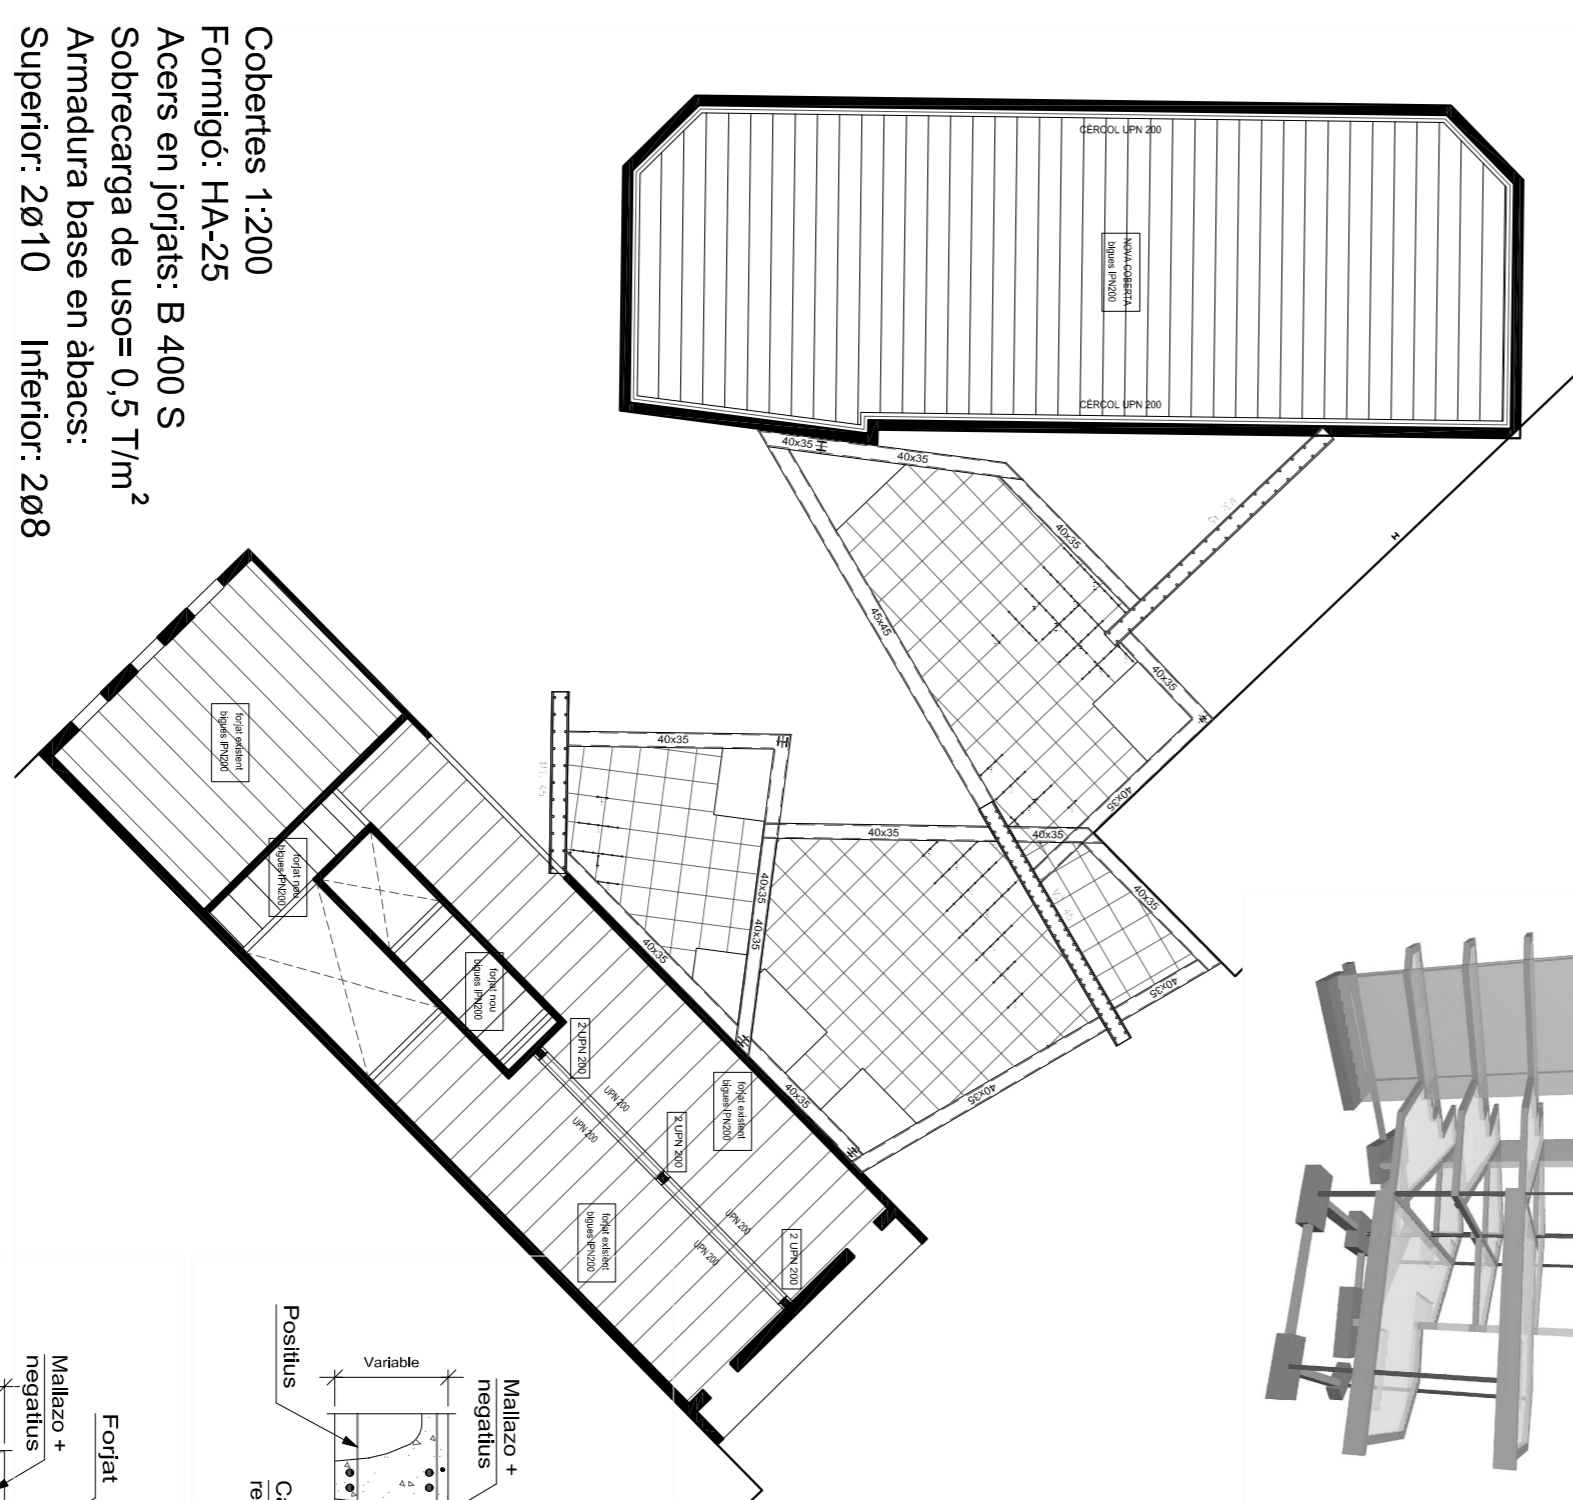 Cobertes 1:200
Formigó: HA-25
Acers en jorjats: B 400 S
Sobrecarga de uso= 0,5 T/m²
Armadura base en àbacs:
Superior: 2ø10 Inferior: 2ø8
CÈRCOL UPN 200
NOVA COBERTA
bigues IPN200
CÈRCOL UPN 200
40x35
40x35
40x35
45x45
40x35
40x35
40x35
40x35
40x35
40x35
40x35
40x35
40x35
40x35
40x35
40x35
forjat existent
bigues IPN200
forjat nou
bigues IPN200
forjat nou
bigues IPN200
2 UPN 200
UPN 200
UPN 200
2 UPN 200
forjat existent
bigues IPN200
forjat existent
bigues IPN200
UPN 200
UPN 200
2 UPN 200
Variable
Positius
Mallazo +
negatius
Mallazo +
negatius
Forjat